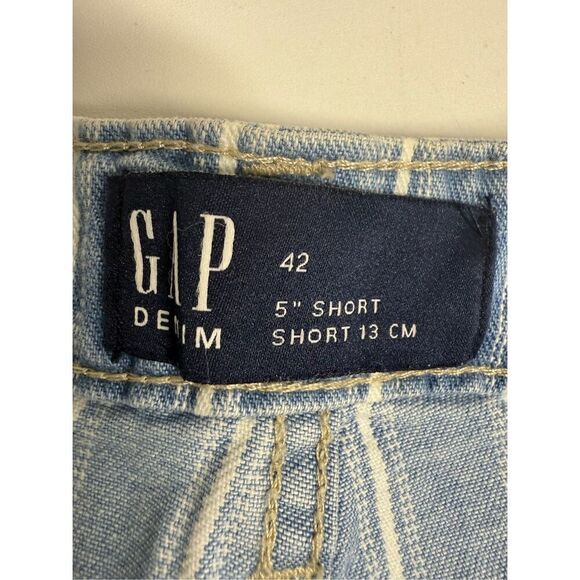 GAP
DENIM
42
5" SHORT
SHORT 13 CM